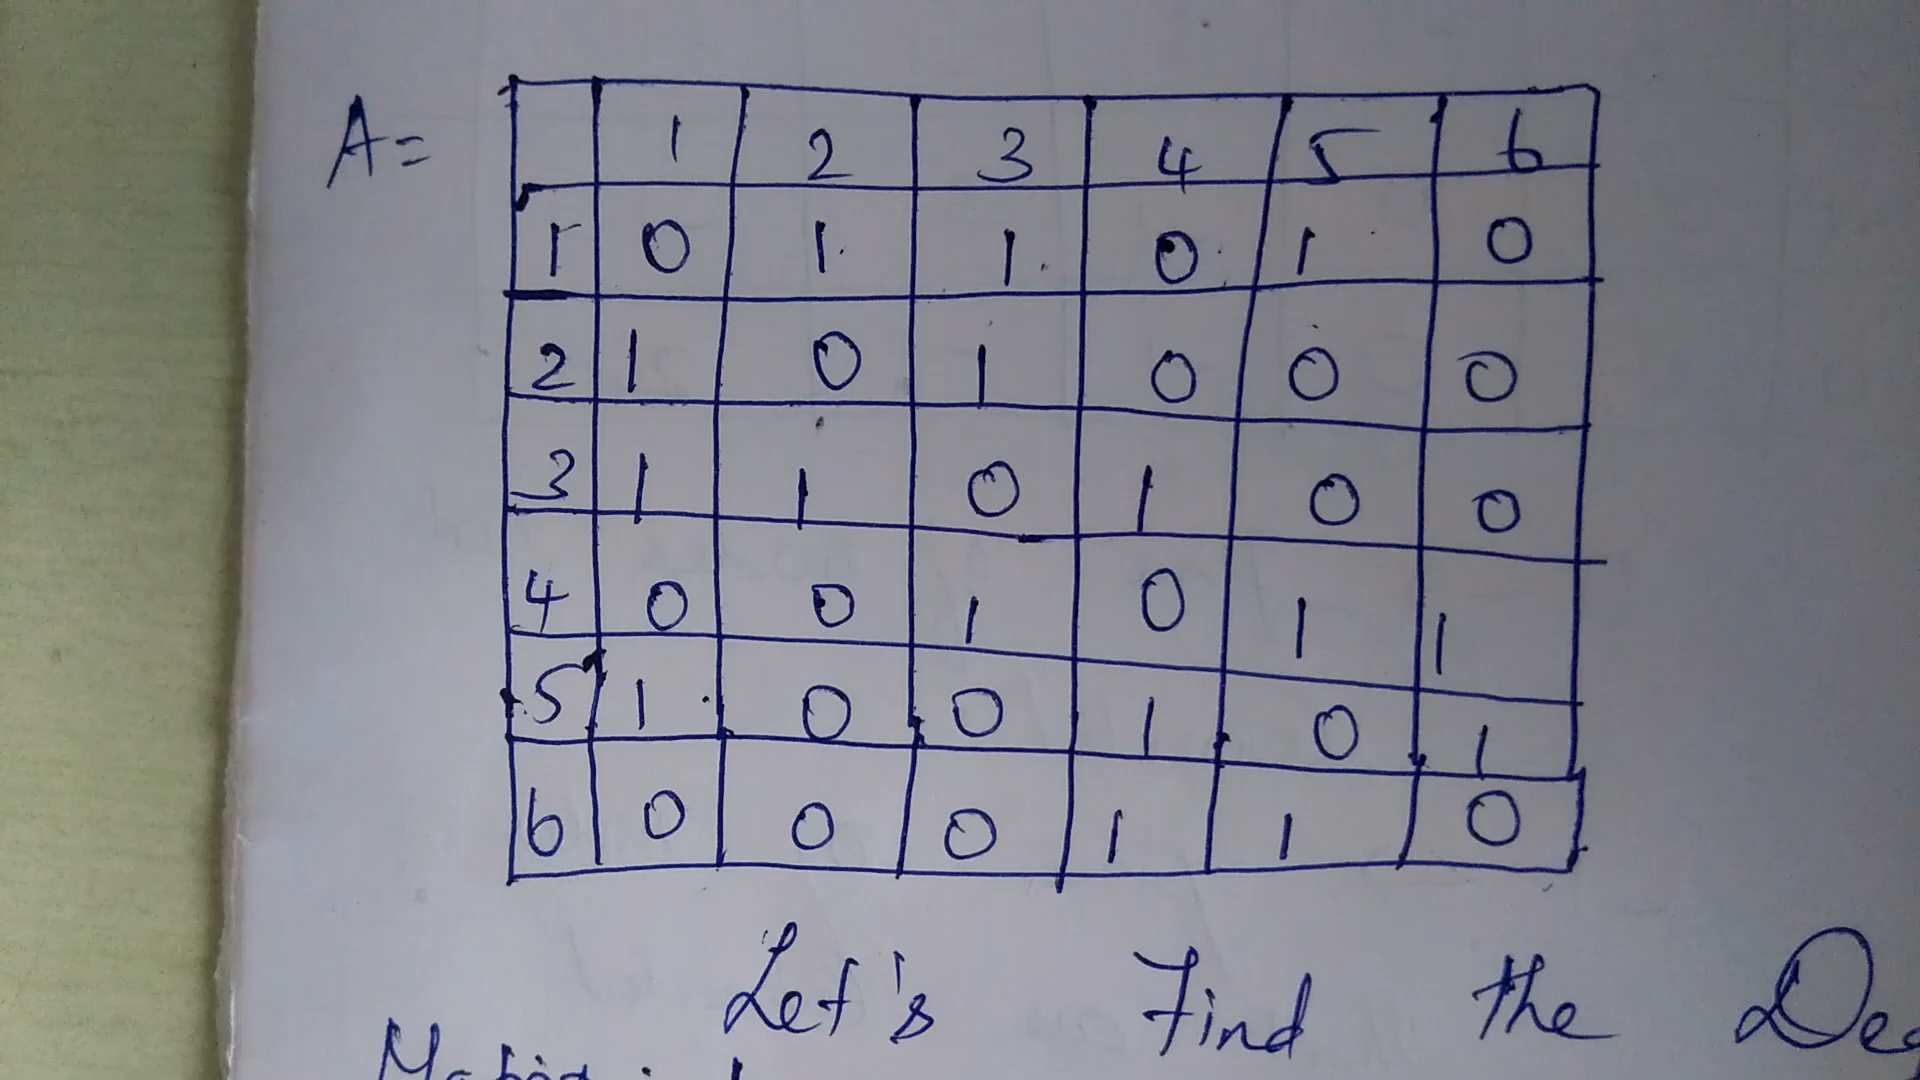 A=
1 2 3 4 5 6
1 0 1 1 0 1 0
2 1 0 1 0 0 0
3 1 1 0 1 0 0
4 0 0 1 0 1 1
5 1 0 0 1 0 1
6 0 0 0 1 1 0
Let's Find the